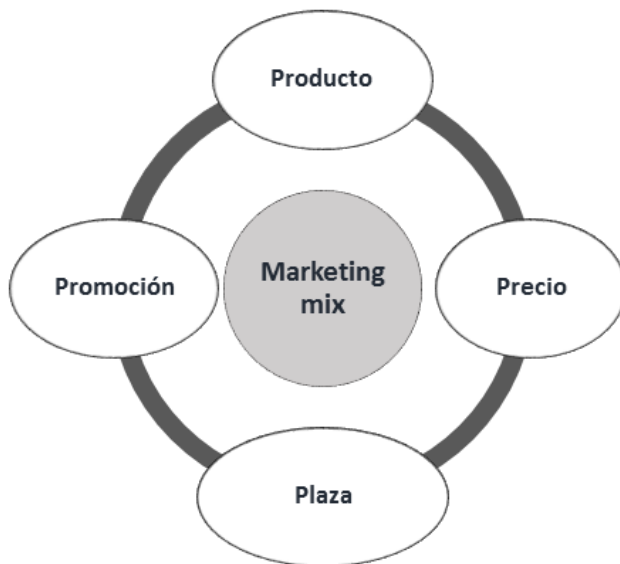 Producto
Promoción
Marketing
mix
Precio
Plaza